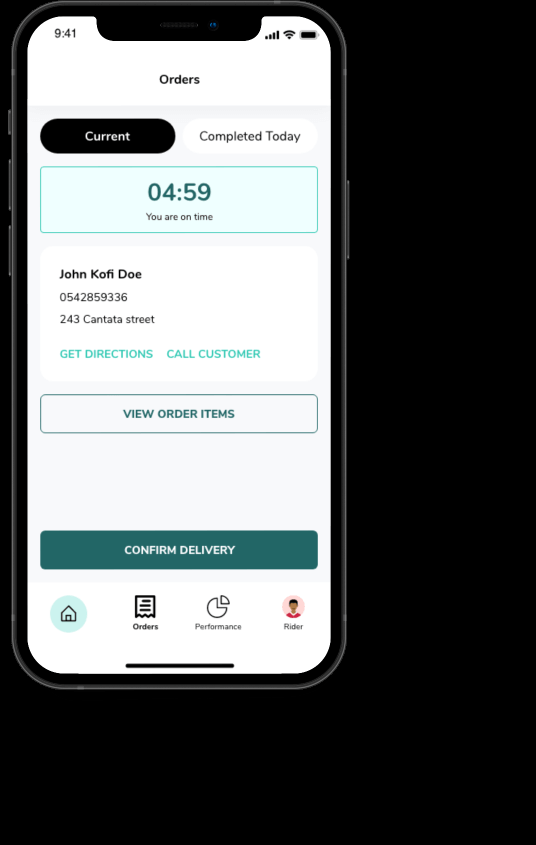 9:41
Orders
Current
Completed Today
04:59
You are on time
John Kofi Doe
0542859336
243 Cantata street
GET DIRECTIONS CALL CUSTOMER
VIEW ORDER ITEMS
CONFIRM DELIVERY
Orders
Performance
Rider